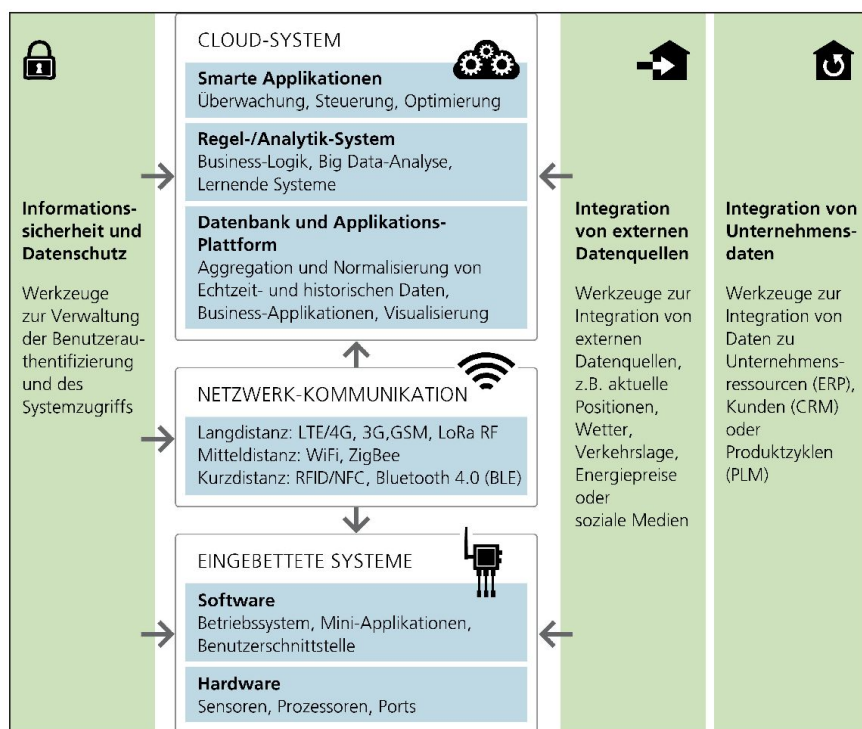 Informations-
sicherheit und
Datenschutz
Werkzeuge
zur Verwaltung
der Benutzerau-
thentifizierung
und des
Systemzugriffs
CLOUD-SYSTEM
Smarte Applikationen
Überwachung, Steuerung, Optimierung
Regel-/Analytik-System
Business-Logik, Big Data-Analyse,
Lernende Systeme
Datenbank und Applikations-
Plattform
Aggregation und Normalisierung von
Echtzeit- und historischen Daten,
Business-Applikationen, Visualisierung
NETZWERK-KOMMUNIKATION
Langdistanz: LTE/4G, 3G,GSM, LoRa RF
Mitteldistanz: WiFi, ZigBee
Kurzdistanz: RFID/NFC, Bluetooth 4.0 (BLE)
EINGEBETTETE SYSTEME
Software
Betriebssystem, Mini-Applikationen,
Benutzerschnittstelle
Hardware
Sensoren, Prozessoren, Ports
Integration
von externen
Datenquellen
Werkzeuge zur
Integration von
externen
Datenquellen,
z.B. aktuelle
Positionen,
Wetter,
Verkehrslage,
Energiepreise
oder
soziale Medien
Integration von
Unternehmens-
daten
Werkzeuge zur
Integration von
Daten zu
Unternehmens-
ressourcen (ERP),
Kunden (CRM)
oder
Produktzyklen
(PLM)